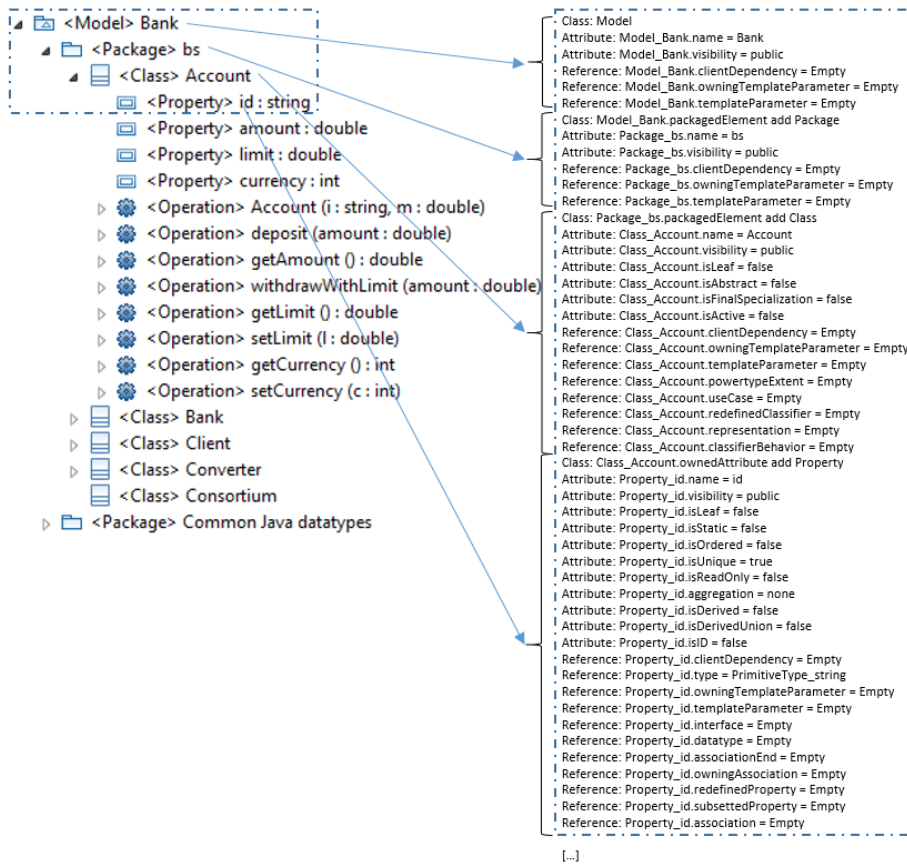 <Model> Bank
<Package> bs
<Class> Account
<Property> id : string
<Property> amount : double
<Property> limit : double
<Property> currency : int
<Operation> Account (i : string, m : double)
<Operation> deposit (amount : double)
<Operation> getAmount () : double
<Operation> withdrawWithLimit (amount : double)
<Operation> getLimit () : double
<Operation> setLimit (l : double)
<Operation> getCurrency () : int
<Operation> setCurrency (c : int)
<Class> Bank
<Class> Client
<Class> Converter
<Class> Consortium
<Package> Common Java datatypes
Class: Model
Attribute: Model_Bank.name = Bank
Attribute: Model_Bank.visibility = public
Reference: Model_Bank.clientDependency = Empty
Reference: Model_Bank.owningTemplateParameter = Empty
Reference: Model_Bank.templateParameter = Empty
Class: Model_Bank.packagedElement add Package
Attribute: Package_bs.name = bs
Attribute: Package_bs.visibility = public
Reference: Package_bs.clientDependency = Empty
Reference: Package_bs.owningTemplateParameter = Empty
Reference: Package_bs.templateParameter = Empty
Class: Package_bs.packagedElement add Class
Attribute: Class_Account.name = Account
Attribute: Class_Account.visibility = public
Attribute: Class_Account.isLeaf = false
Attribute: Class_Account.isAbstract = false
Attribute: Class_Account.isFinalSpecialization = false
Attribute: Class_Account.isActive = false
Reference: Class_Account.clientDependency = Empty
Reference: Class_Account.owningTemplateParameter = Empty
Reference: Class_Account.templateParameter = Empty
Reference: Class_Account.powertypeExtent = Empty
Reference: Class_Account.useCase = Empty
Reference: Class_Account.redefinedClassifier = Empty
Reference: Class_Account.representation = Empty
Reference: Class_Account.classifierBehavior = Empty
Class: Class_Account.ownedAttribute add Property
Attribute: Property_id.name = id
Attribute: Property_id.visibility = public
Attribute: Property_id.isLeaf = false
Attribute: Property_id.isStatic = false
Attribute: Property_id.isOrdered = false
Attribute: Property_id.isUnique = true
Attribute: Property_id.isReadOnly = false
Attribute: Property_id.aggregation = none
Attribute: Property_id.isDerived = false
Attribute: Property_id.isDerivedUnion = false
Attribute: Property_id.isID = false
Reference: Property_id.clientDependency = Empty
Reference: Property_id.type = PrimitiveType_string
Reference: Property_id.owningTemplateParameter = Empty
Reference: Property_id.templateParameter = Empty
Reference: Property_id.interface = Empty
Reference: Property_id.datatype = Empty
Reference: Property_id.associationEnd = Empty
Reference: Property_id.owningAssociation = Empty
Reference: Property_id.redefinedProperty = Empty
Reference: Property_id.subsettedProperty = Empty
Reference: Property_id.association = Empty
[...]